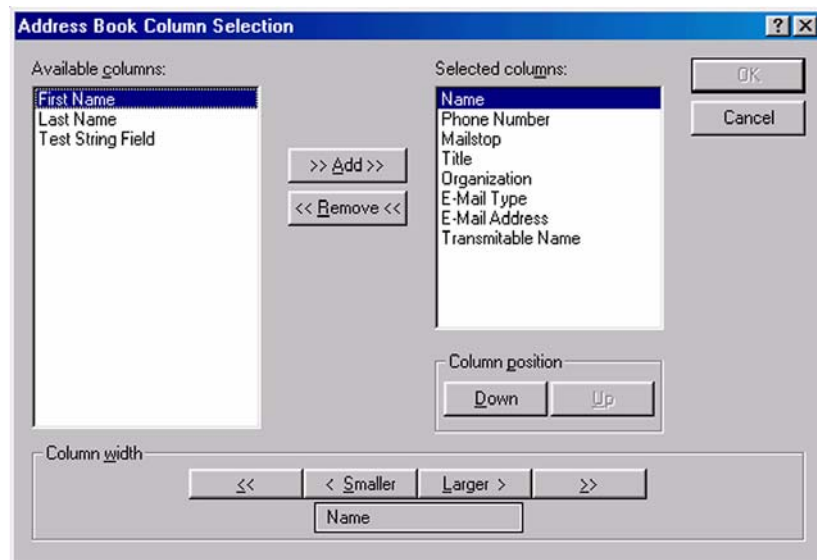 Address Book Column Selection
Available columns:
First Name
Last Name
Test String Field
>> Add >>
<< Remove <<
Selected columns:
Name
Phone Number
Mailstop
Title
Organization
E-Mail Type
E-Mail Address
Transmitable Name
OK
Cancel
Column position
Down
Up
Column width
<<
< Smaller
Larger >
>>
Name